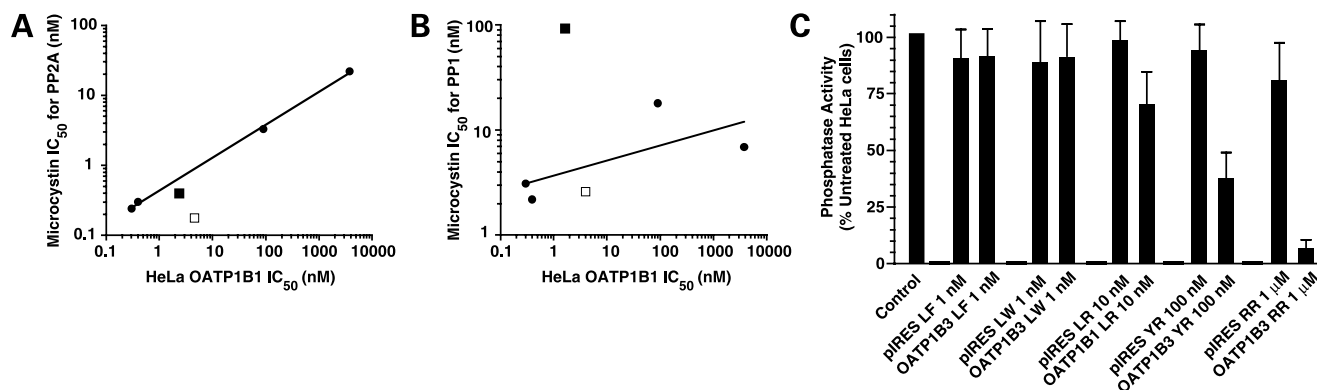 A
Microcystin IC50 for PP2A (nM)
100
10
1
0.1
0.1
1
10
100
1000
10000
HeLa OATP1B1 IC50 (nM)
B
Microcystin IC50 for PP1 (nM)
100
10
1
0.1
1
10
100
1000
10000
HeLa OATP1B1 IC50 (nM)
C
Phosphatase Activity
(% Untreated HeLa cells)
100
75
50
25
0
Control
pIRES LF 1 nM
OATP1B3 LF 1 nM
pIRES LW 1 nM
OATP1B3 LW 1 nM
pIRES LR 10 nM
OATP1B1 LR 10 nM
pIRES YR 100 nM
OATP1B3 YR 100 nM
pIRES RR 1 μM
OATP1B3 RR 1 μM